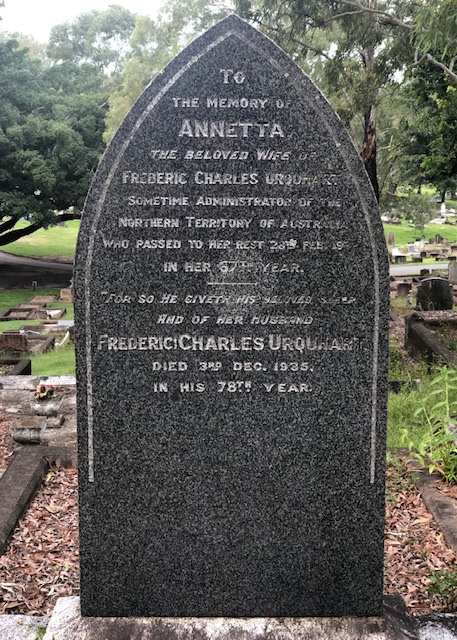 TO
THE MEMORY OF
ANNETTA
THE BELOVED WIFE OF
FREDERIC CHARLES URQUHART
SOMETIME ADMINISTRATOR OF THE
NORTHERN TERRITORY OF AUSTRALIA
WHO PASSED TO HER REST 28TH FEB.
IN HER 67TH YEAR.
"FOR SO HE GIVETH HIS BELOVED SLEEP
AND OF HER HUSBAND
FREDERIC CHARLES URQUHART
DIED 3RD DEC. 1935.
IN HIS 78TH YEAR.